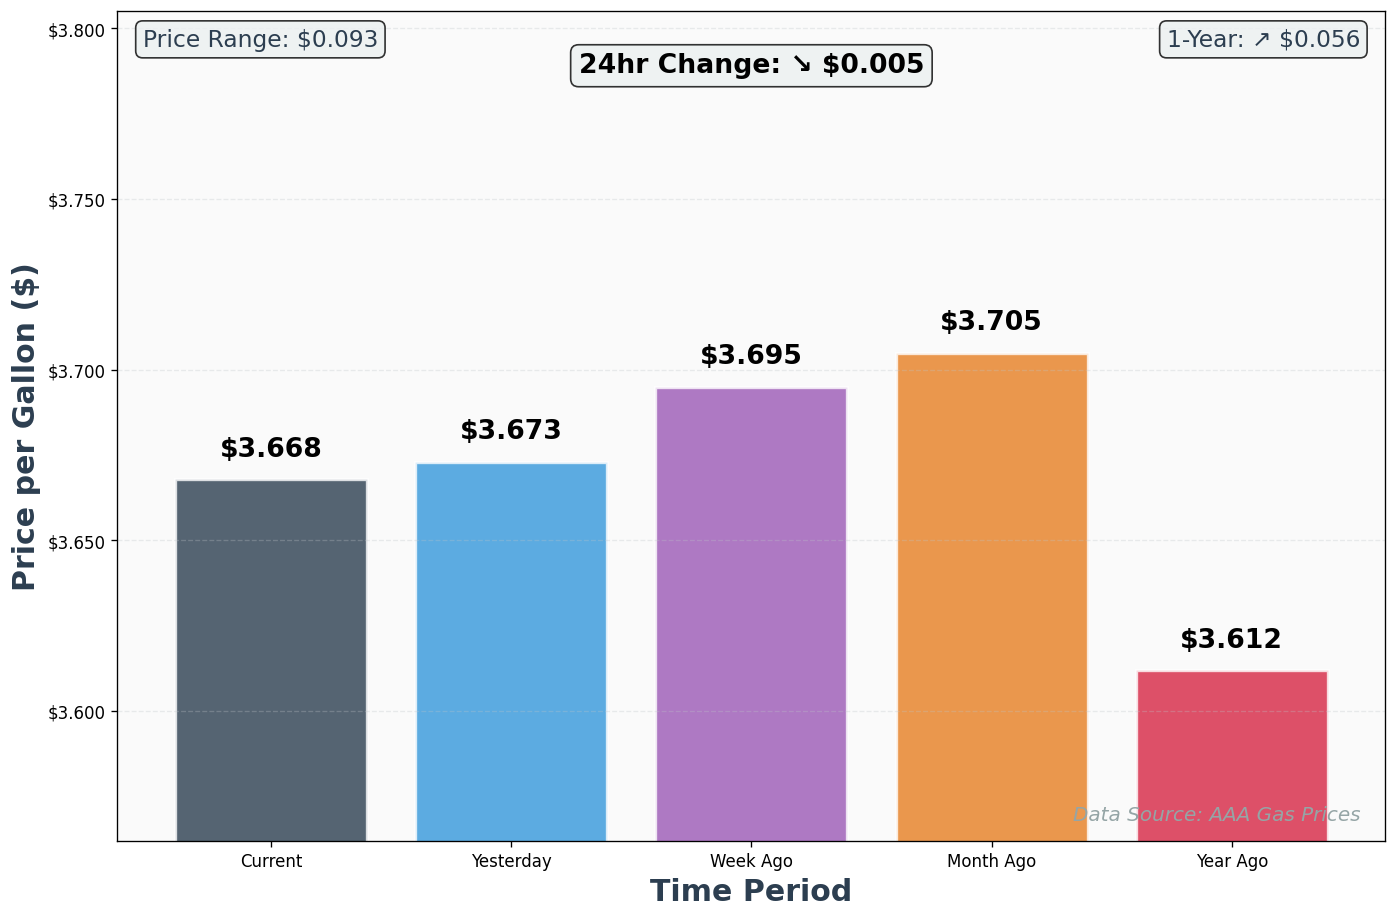 Price Range: $0.093
24hr Change: ↘ $0.005
1-Year: ↗ $0.056
Price per Gallon ($)
$3.800
$3.750
$3.700
$3.650
$3.600
$3.668
$3.673
$3.695
$3.705
$3.612
Data Source: AAA Gas Prices
Current
Yesterday
Week Ago
Month Ago
Year Ago
Time Period